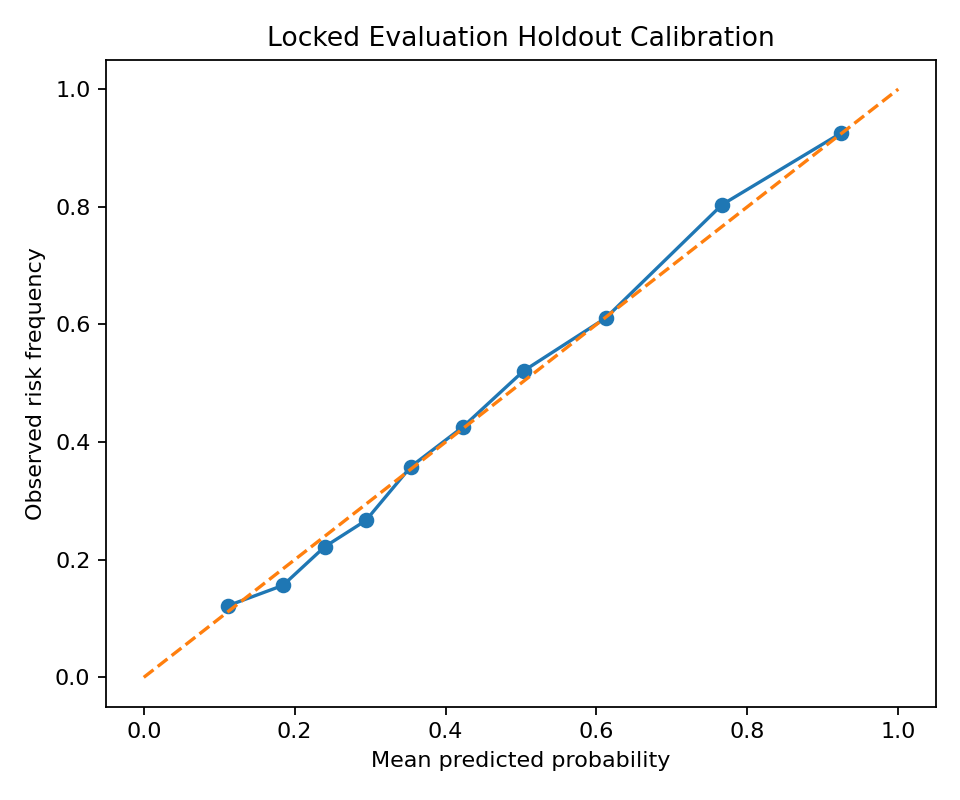 Locked Evaluation Holdout Calibration
1.0
0.8
0.6
0.4
0.2
0.0
Observed risk frequency
0.0 0.2 0.4 0.6 0.8 1.0
Mean predicted probability